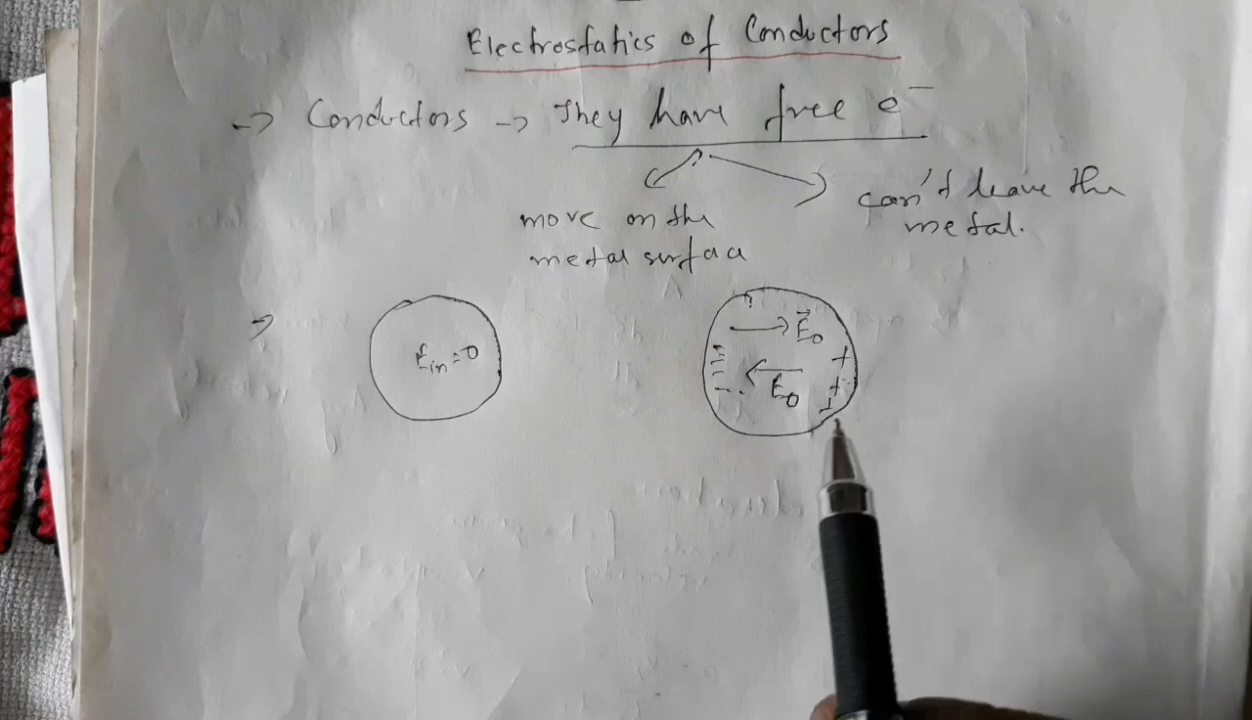 Electrostatics of Conductors
-> Conductors -> They have free e⁻
can't leave the
metal.
move on the
metal surface
=>
E_in = 0
E⃗₀
E₀
- - - -
+ + +